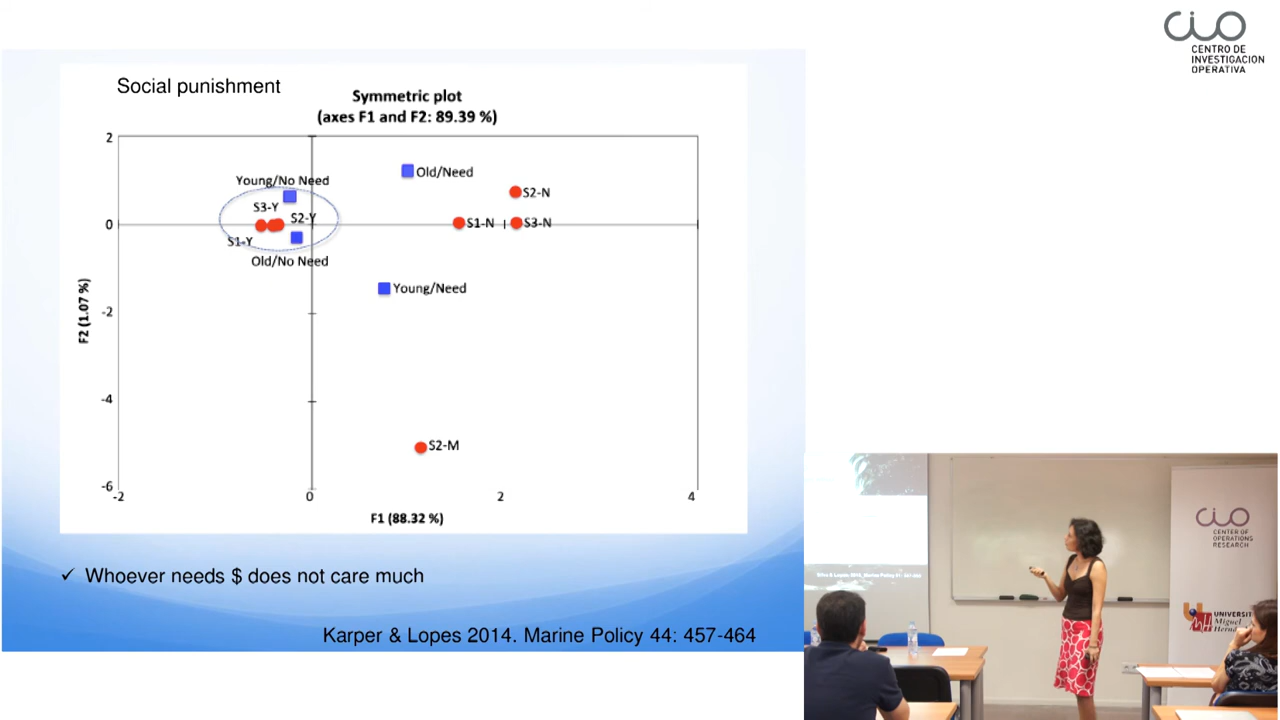 CIO
CENTRO DE
INVESTIGACION
OPERATIVA
Social punishment
Symmetric plot
(axes F1 and F2: 89.39 %)
2
0
-2
-4
-6
F2 (1.07 %)
Young/No Need
S3-Y
S2-Y
S1-Y
Old/No Need
Old/Need
S2-N
S1-N
S3-N
Young/Need
S2-M
-2
0
2
4
F1 (88.32 %)
✓ Whoever needs $ does not care much
Karper & Lopes 2014. Marine Policy 44: 457-464
CIO
CENTER OF
OPERATIONS
RESEARCH
UNIVERSIT
Miguel